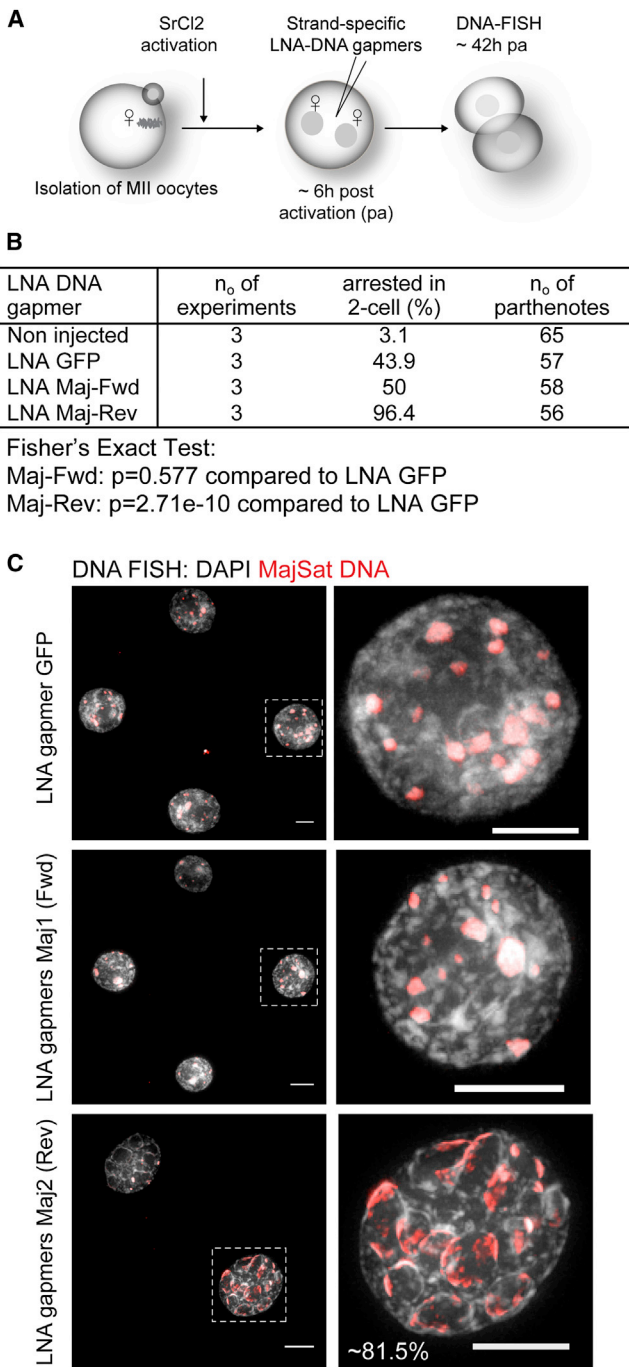 A
SrCl2
activation
Strand-specific
LNA-DNA gapmers
DNA-FISH
~ 42h pa
♀
♀
♀
Isolation of MII oocytes
~ 6h post
activation (pa)
B
LNA DNA gapmer
no of experiments
arrested in 2-cell (%)
no of parthenotes
Non injected 3 3.1 65
LNA GFP 3 43.9 57
LNA Maj-Fwd 3 50 58
LNA Maj-Rev 3 96.4 56
Fisher's Exact Test:
Maj-Fwd: p=0.577 compared to LNA GFP
Maj-Rev: p=2.71e-10 compared to LNA GFP
C
DNA FISH: DAPI MajSat DNA
LNA gapmer GFP
LNA gapmers Maj1 (Fwd)
LNA gapmers Maj2 (Rev)
~81.5%